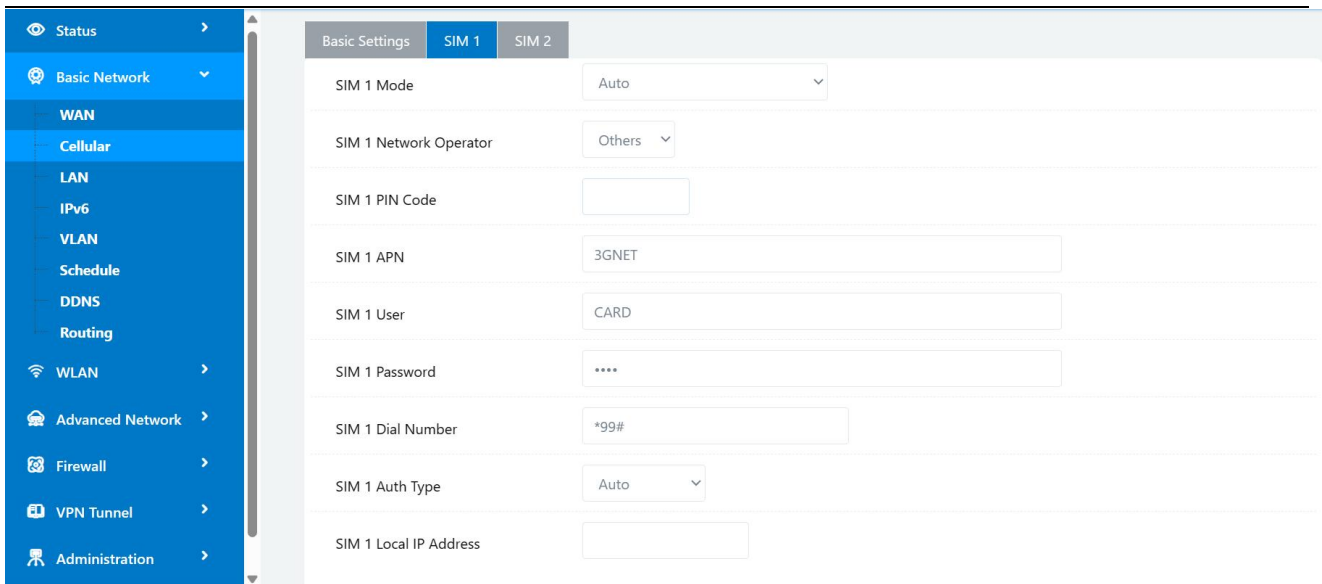 Status
Basic Network
WAN
Cellular
LAN
IPv6
VLAN
Schedule
DDNS
Routing
WLAN
Advanced Network
Firewall
VPN Tunnel
Administration
Basic Settings SIM 1 SIM 2
SIM 1 Mode Auto
SIM 1 Network Operator Others
SIM 1 PIN Code
SIM 1 APN 3GNET
SIM 1 User CARD
SIM 1 Password ••••
SIM 1 Dial Number *99#
SIM 1 Auth Type Auto
SIM 1 Local IP Address